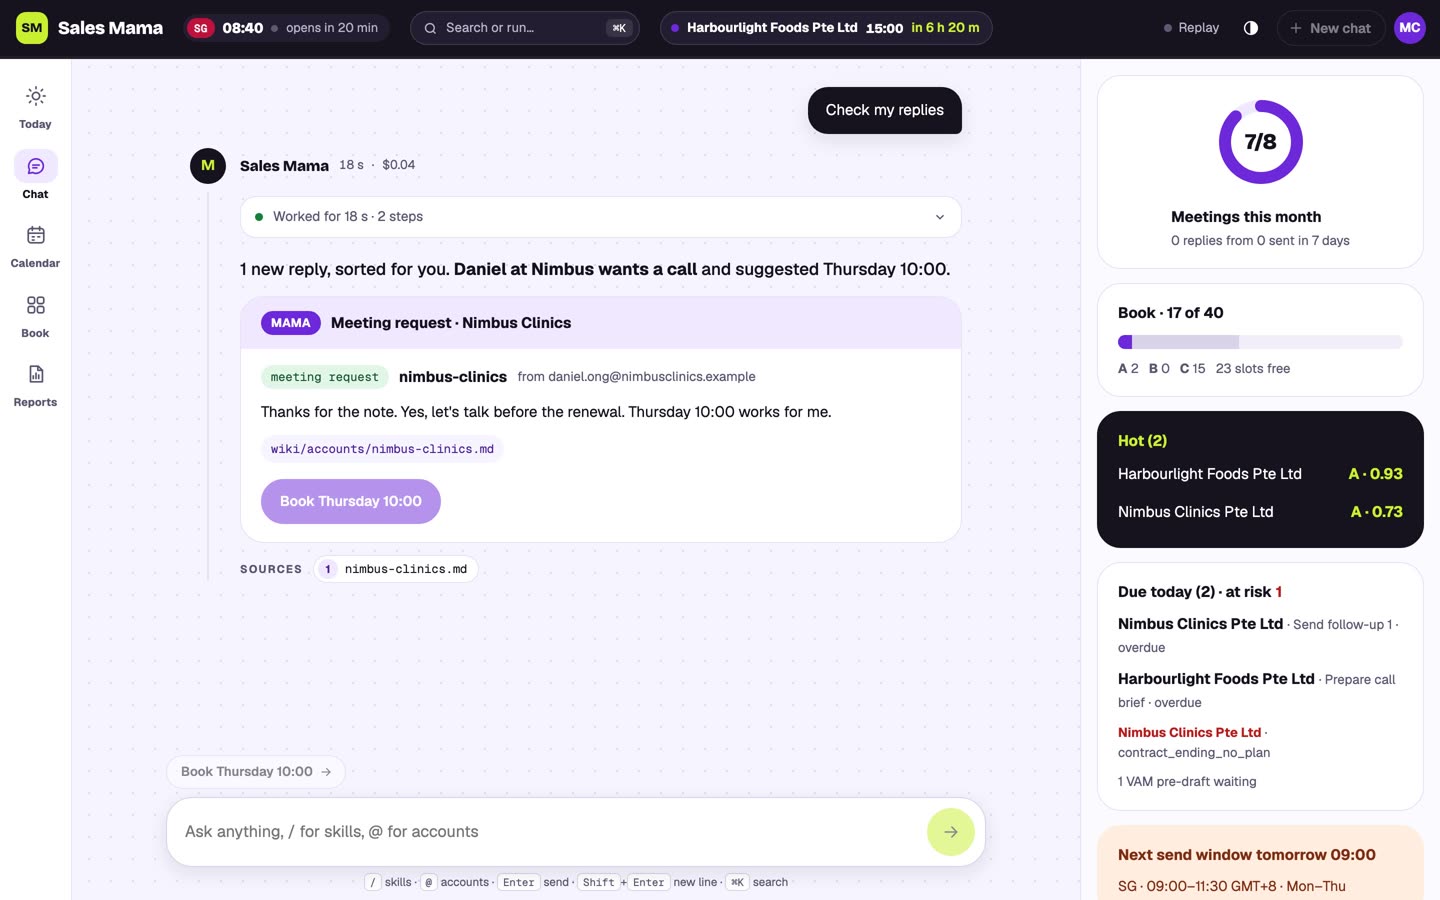 SM Sales Mama SG 08:40 opens in 20 min Search or run... ⌘K Harbourlight Foods Pte Ltd 15:00 in 6 h 20 m Replay + New chat MC
Today
Chat
Calendar
Book
Reports
Check my replies
M Sales Mama 18 s · $0.04
Worked for 18 s · 2 steps
1 new reply, sorted for you. Daniel at Nimbus wants a call and suggested Thursday 10:00.
MAMA Meeting request · Nimbus Clinics
meeting request nimbus-clinics from daniel.ong@nimbusclinics.example
Thanks for the note. Yes, let's talk before the renewal. Thursday 10:00 works for me.
wiki/accounts/nimbus-clinics.md
Book Thursday 10:00
SOURCES 1 nimbus-clinics.md
Book Thursday 10:00 →
Ask anything, / for skills, @ for accounts
/ skills · @ accounts · Enter send · Shift+Enter new line · ⌘K search
7/8
Meetings this month
0 replies from 0 sent in 7 days
Book · 17 of 40
A 2 B 0 C 15 23 slots free
Hot (2)
Harbourlight Foods Pte Ltd A · 0.93
Nimbus Clinics Pte Ltd A · 0.73
Due today (2) · at risk 1
Nimbus Clinics Pte Ltd · Send follow-up 1 ·
overdue
Harbourlight Foods Pte Ltd · Prepare call
brief · overdue
Nimbus Clinics Pte Ltd ·
contract_ending_no_plan
1 VAM pre-draft waiting
Next send window tomorrow 09:00
SG · 09:00–11:30 GMT+8 · Mon–Thu